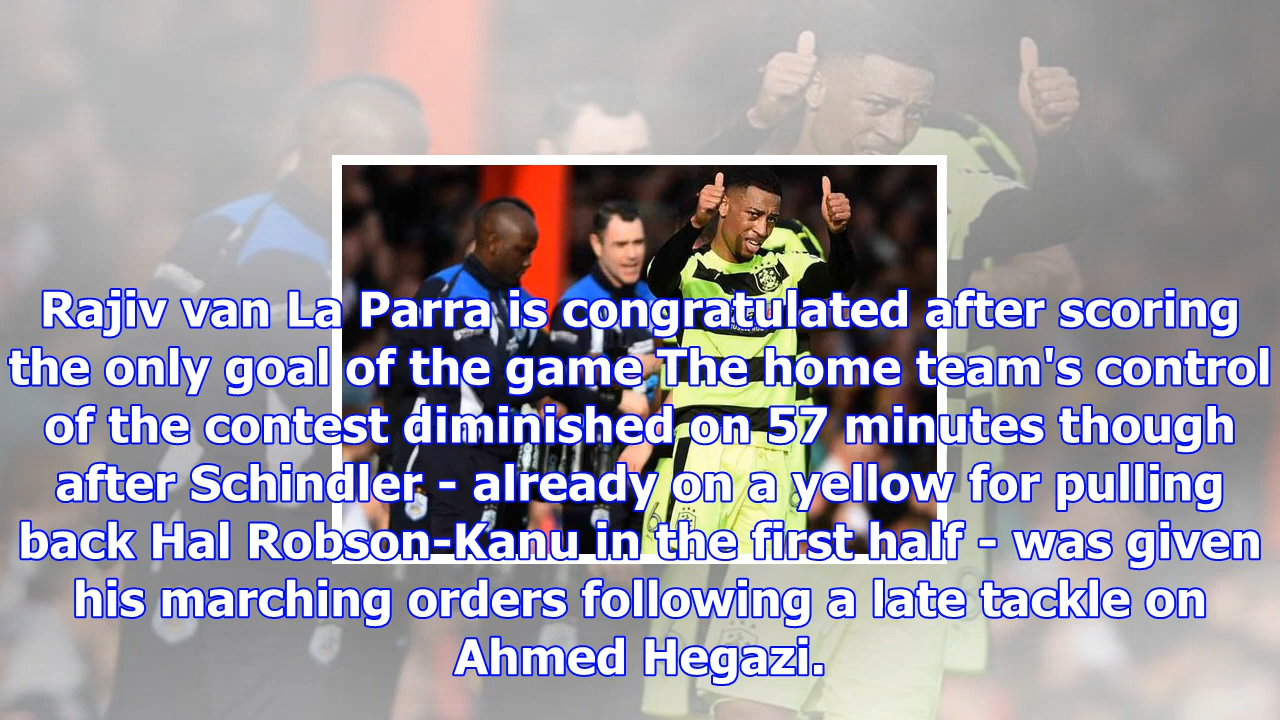 Rajiv van La Parra is congratulated after scoring
the only goal of the game The home team's control
of the contest diminished on 57 minutes though
after Schindler - already on a yellow for pulling
back Hal Robson-Kanu in the first half - was given
his marching orders following a late tackle on
Ahmed Hegazi.